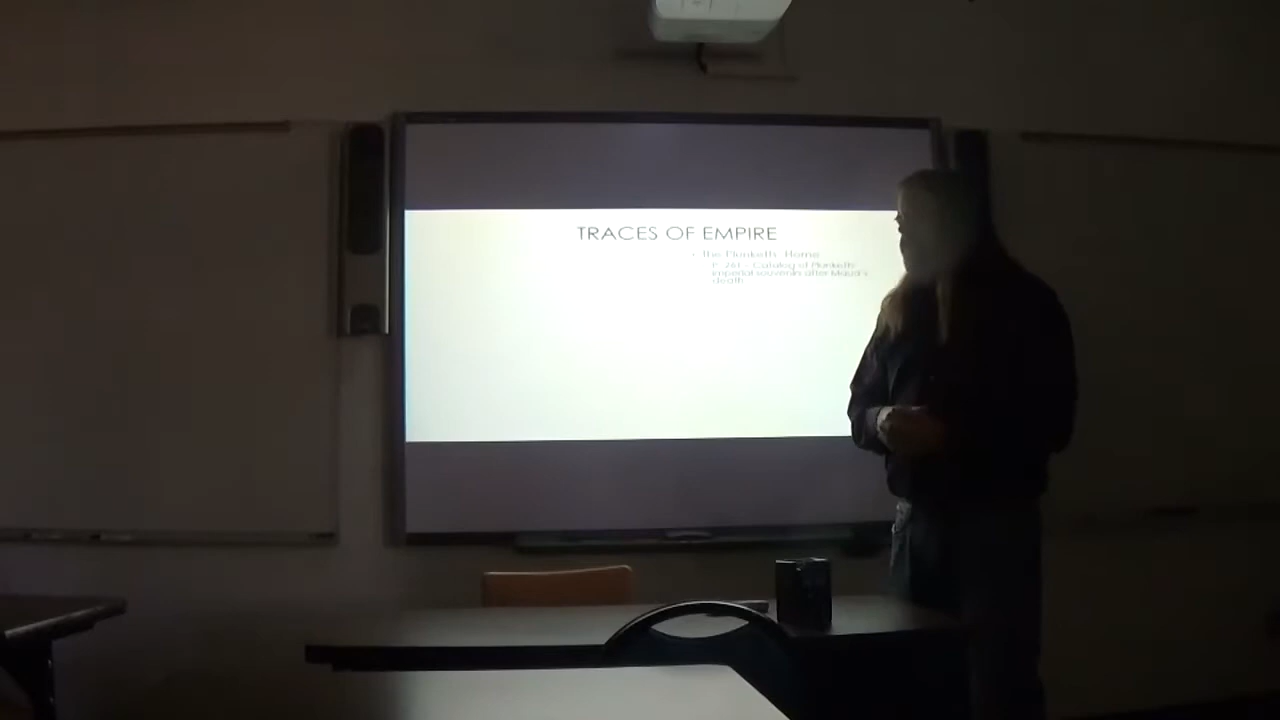 TRACES OF EMPIRE
• The Plunketts' Home
P. 261 – Catalog of Plunketts'
imperial souvenirs after Maud's
death